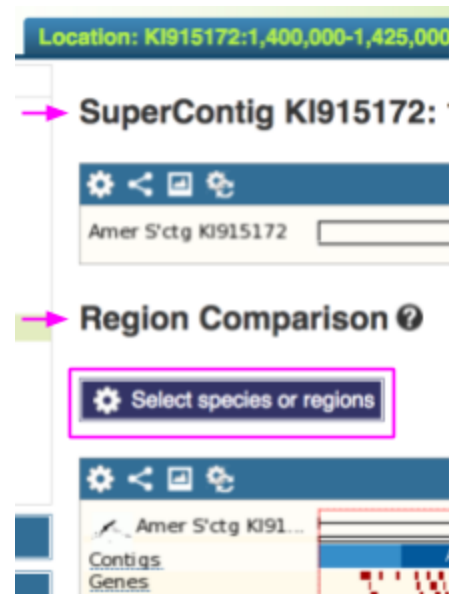 Location: KI915172:1,400,000-1,425,000
SuperContig KI915172:
Amer S'ctg KI915172
Region Comparison
Select species or regions
Amer S'ctg KI91...
Contigs
Genes